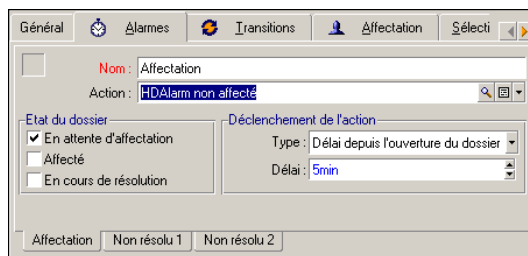 Général Alarmes Transitions Affectation Sélecti
Nom : Affectation
Action : HDAlarm non affecté
Etat du dossier
En attente d'affectation
Affecté
En cours de résolution
Déclenchement de l'action
Type : Délai depuis l'ouverture du dossier
Délai : 5min
Affectation Non résolu 1 Non résolu 2